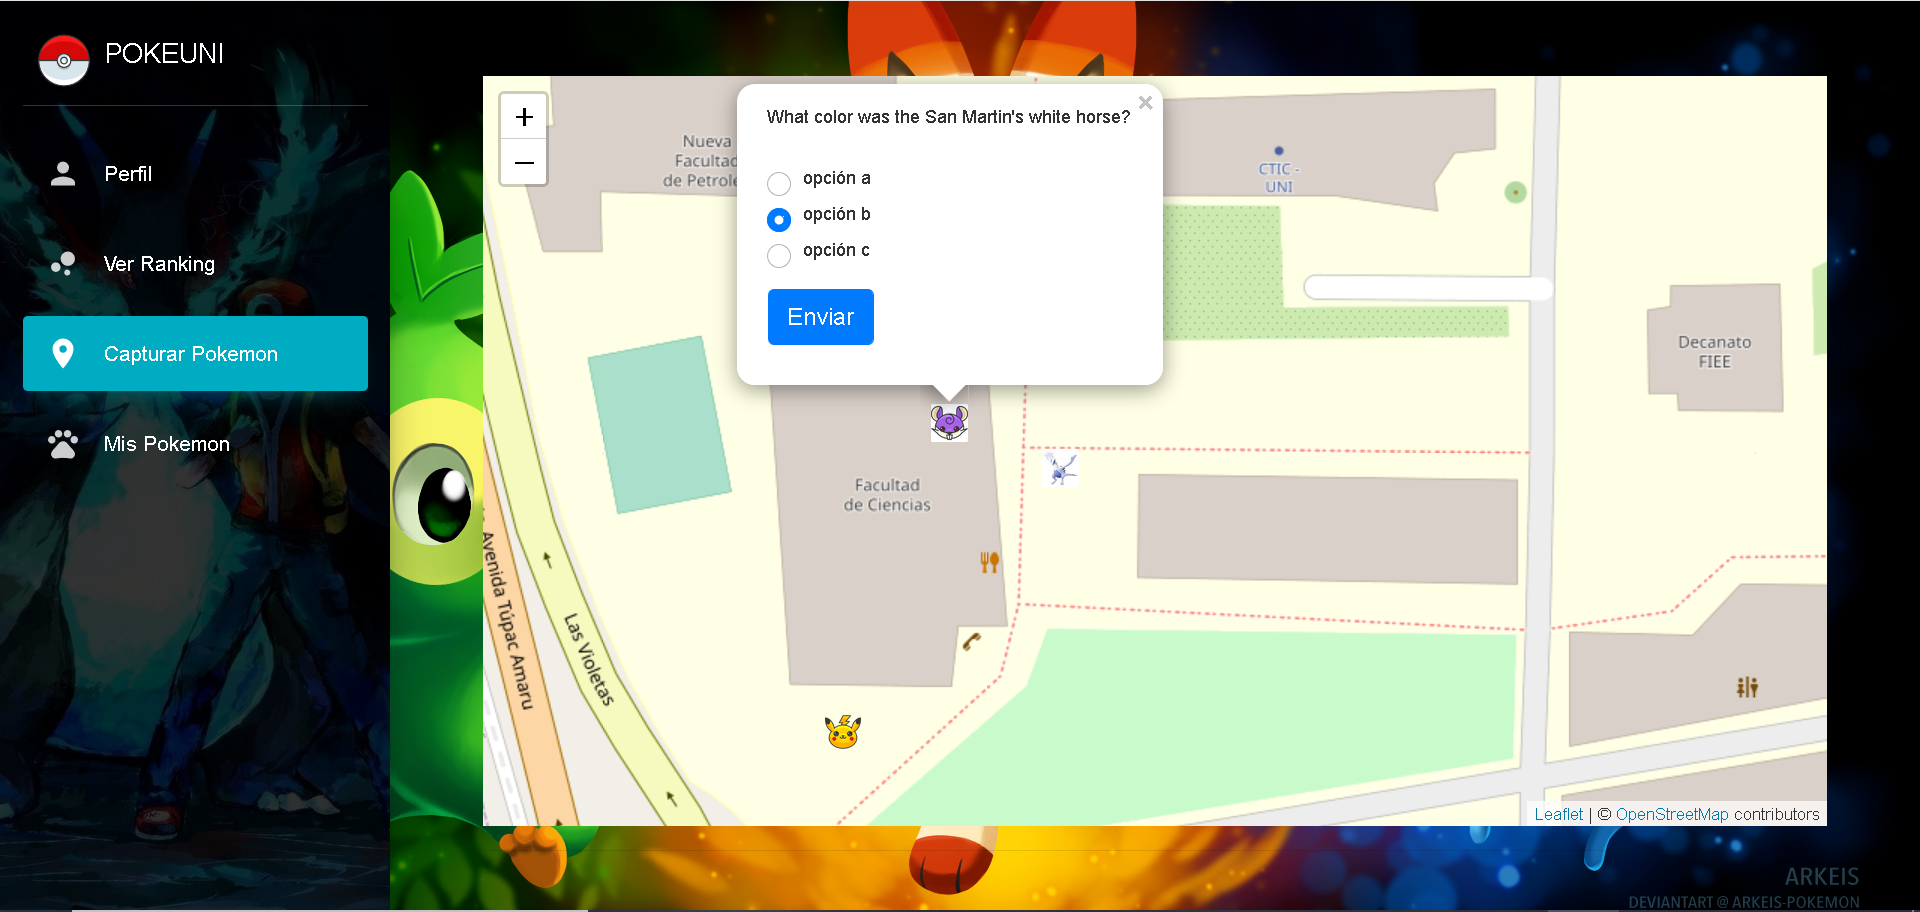 POKEUNI
Perfil
Ver Ranking
Capturar Pokemon
Mis Pokemon
+
−
What color was the San Martin's white horse?
×
opción a
opción b
opción c
Enviar
Nueva
Facultad
de Petrole
CTIC -
UNI
Decanato
FIEE
Facultad
de Ciencias
Avenida Túpac Amaru
Las Violetas
Leaflet | © OpenStreetMap contributors
ARKEIS
DEVIANTART @ ARKEIS-POKEMON